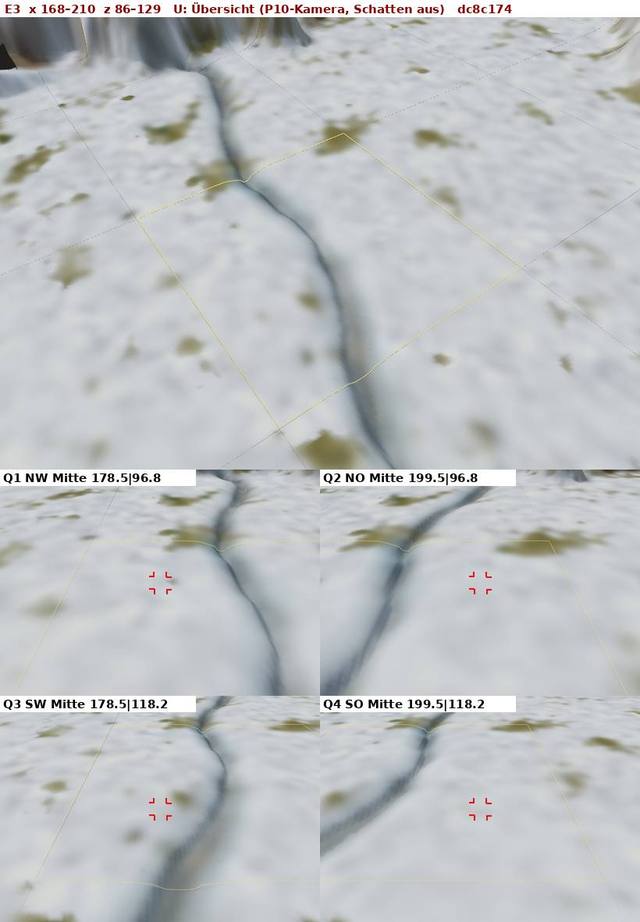 E3 x 168–210 z 86–129 U: Übersicht (P10-Kamera, Schatten aus) dc8c174
Q1 NW Mitte 178.5|96.8
Q2 NO Mitte 199.5|96.8
Q3 SW Mitte 178.5|118.2
Q4 SO Mitte 199.5|118.2